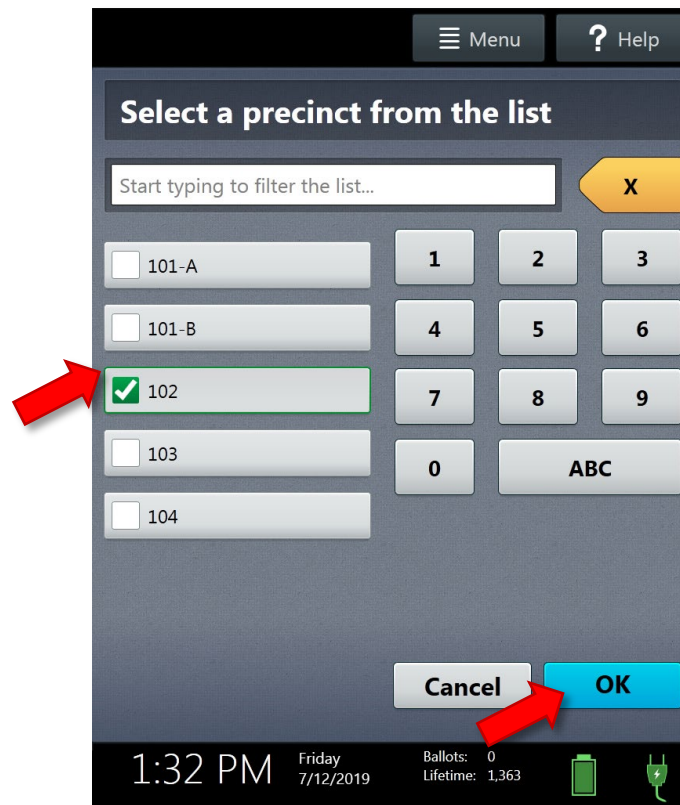 Menu
? Help
Select a precinct from the list
Start typing to filter the list...
X
101-A
101-B
102
103
104
1 2 3
4 5 6
7 8 9
0 ABC
Cancel OK
1:32 PM
Friday
7/12/2019
Ballots: 0
Lifetime: 1,363